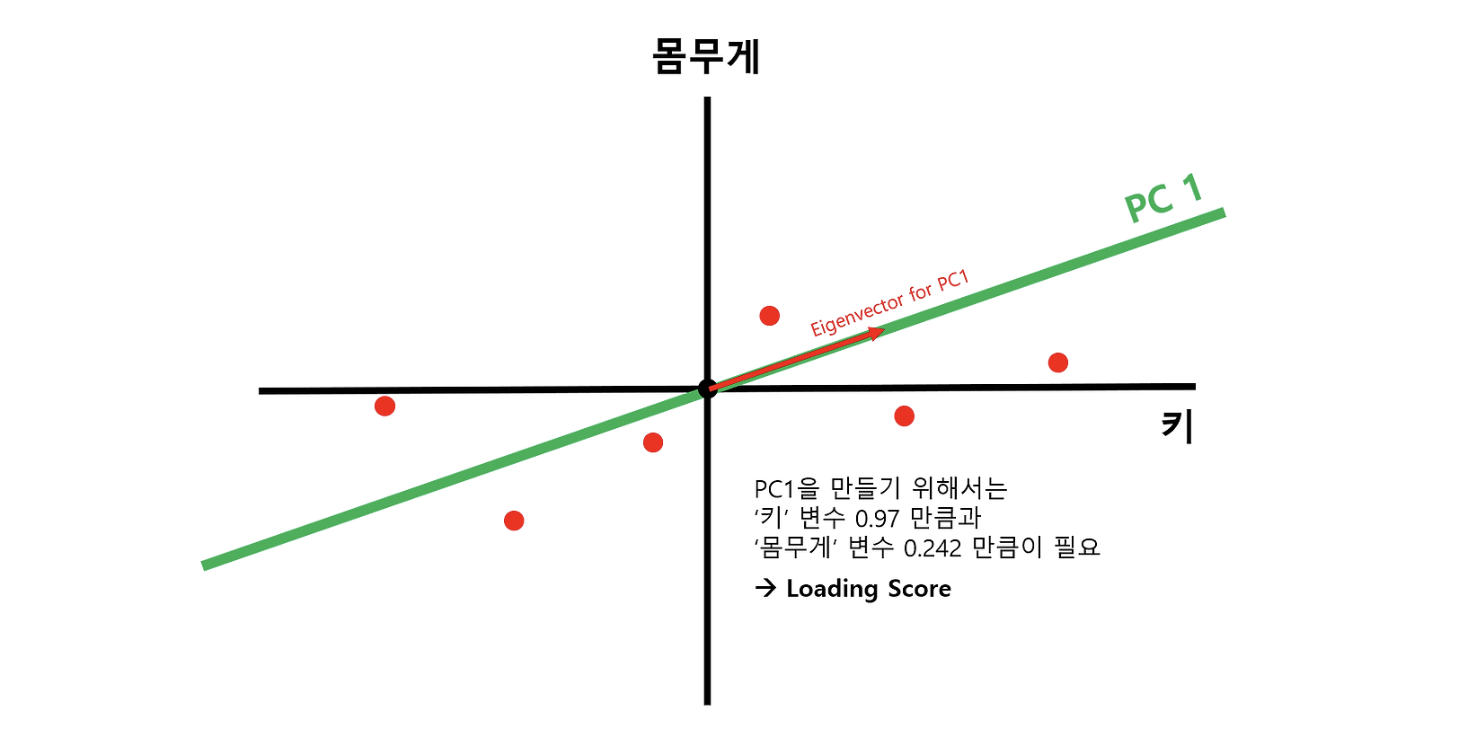 몸무게
PC 1
Eigenvector for PC1
키
PC1을 만들기 위해서는
‘키’ 변수 0.97 만큼과
‘몸무게’ 변수 0.242 만큼이 필요
→ Loading Score